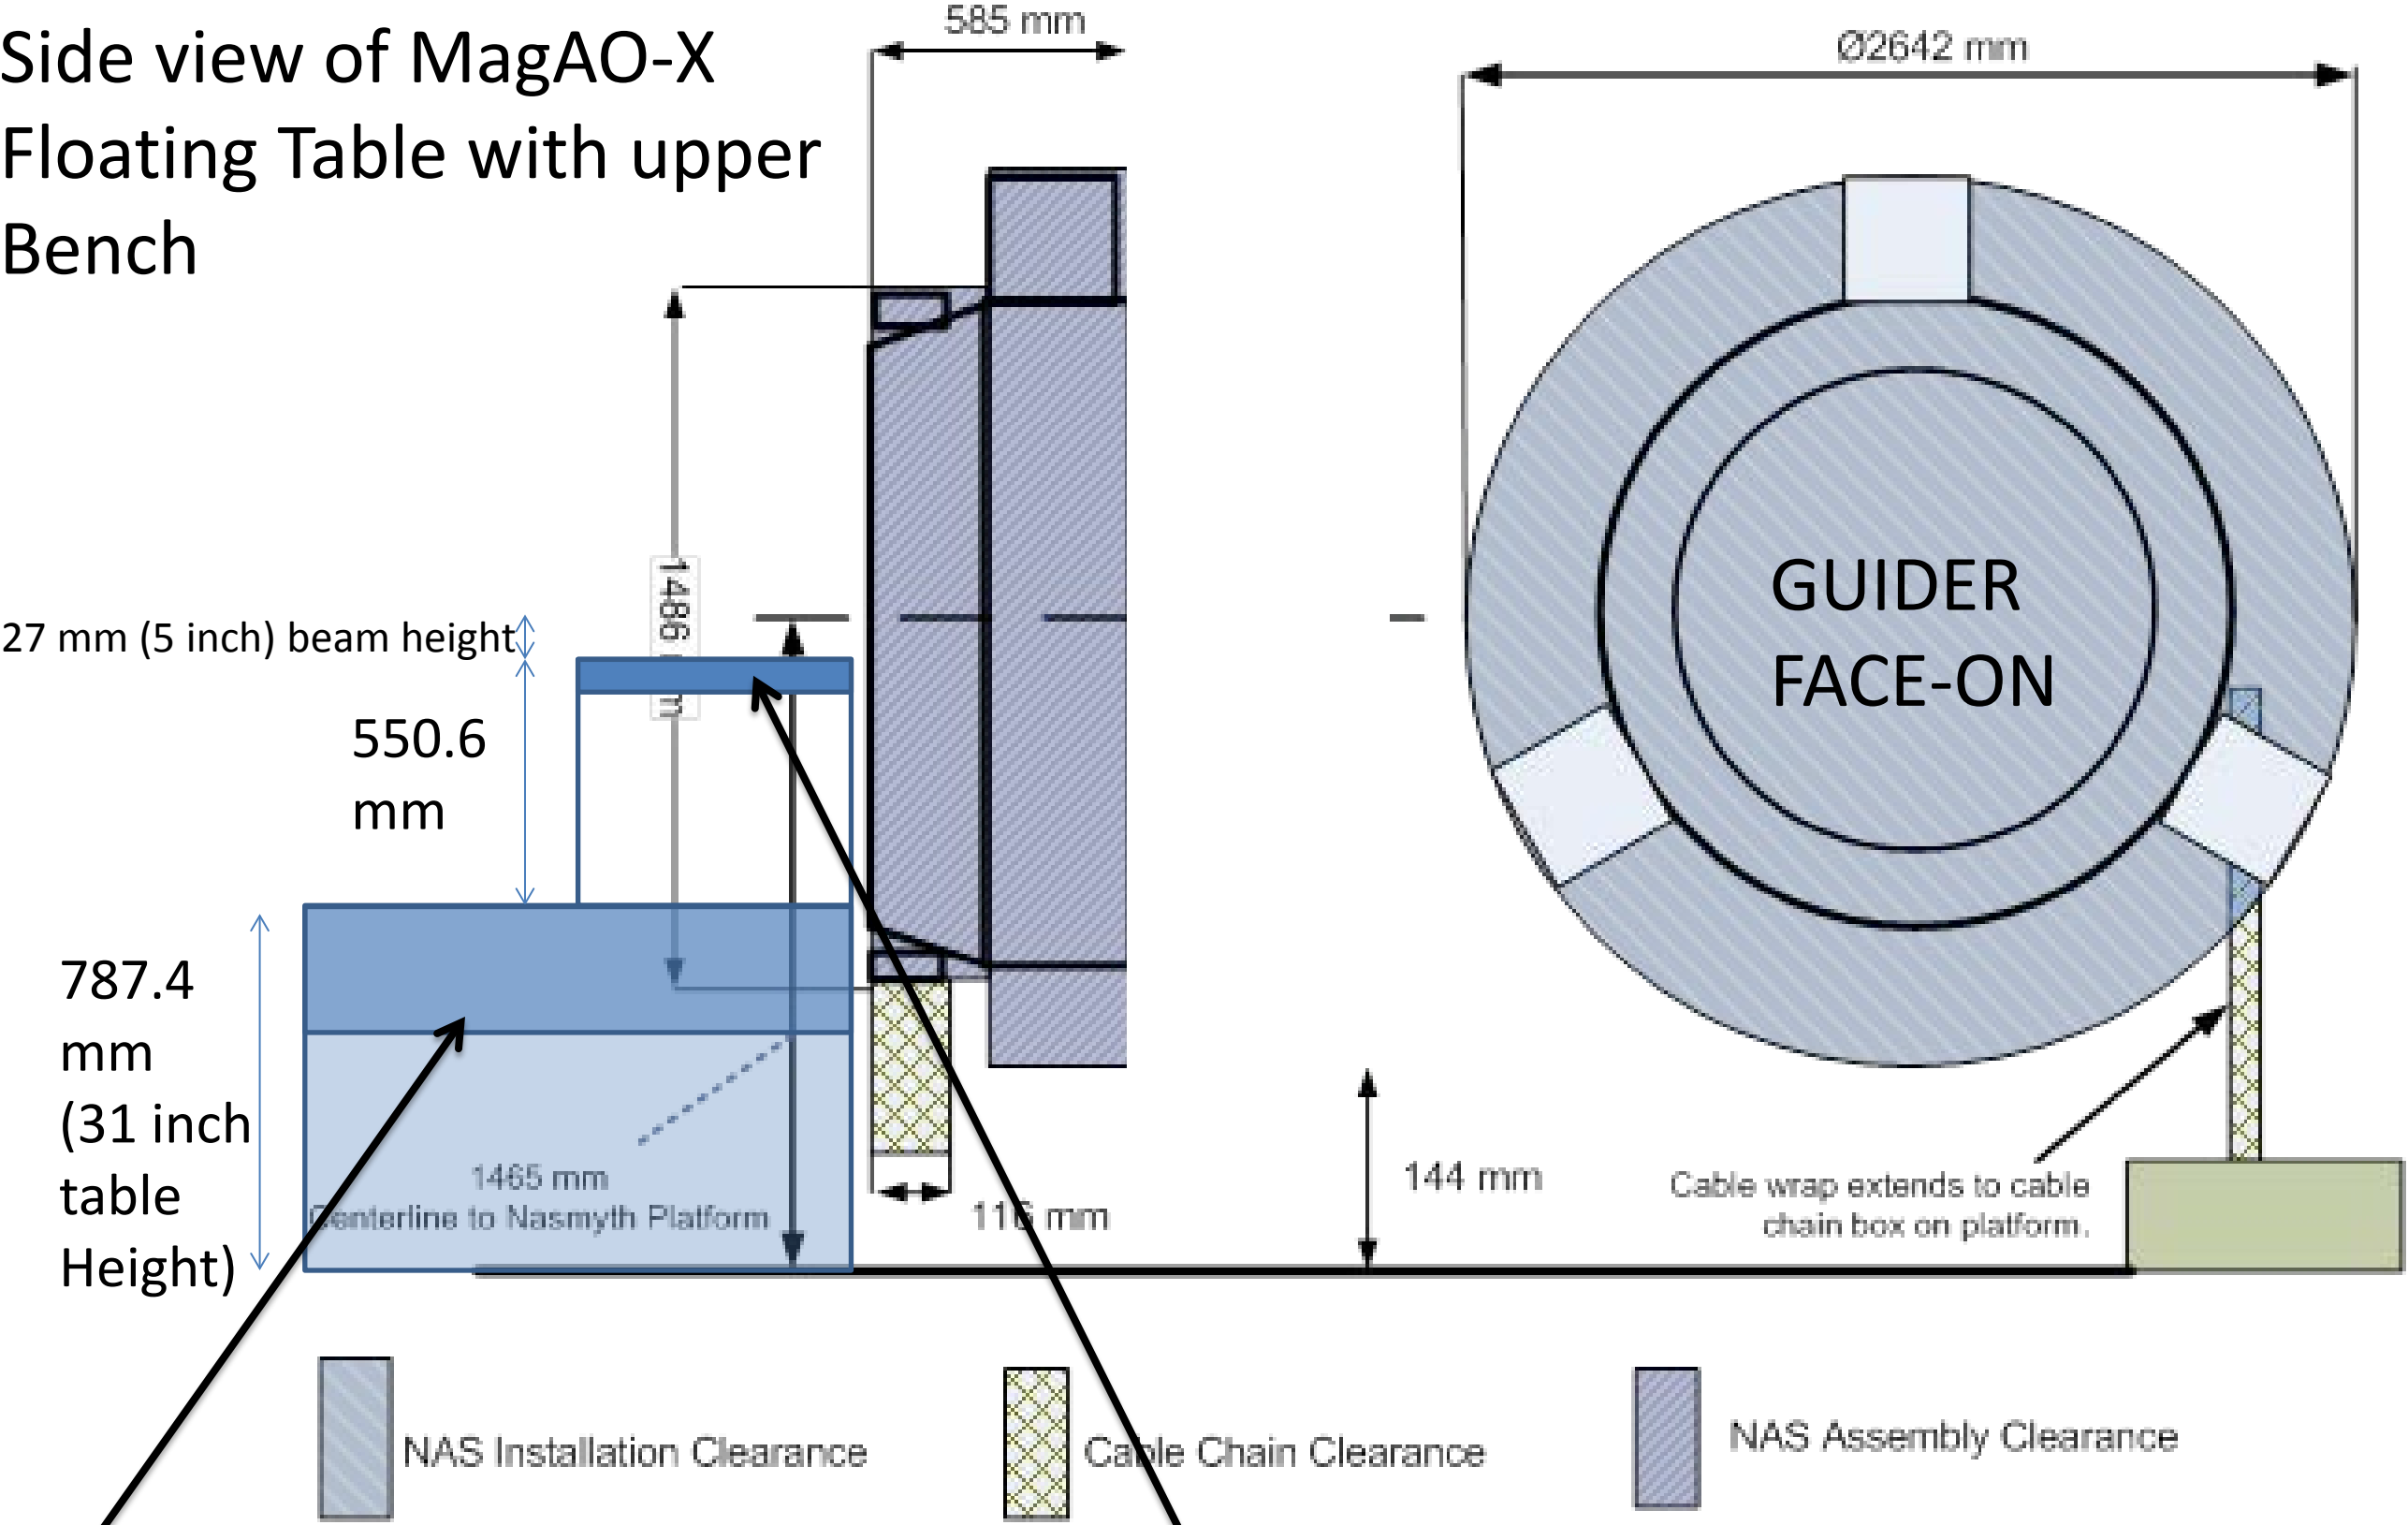 Side view of MagAO-X
Floating Table with upper
Bench
585 mm
Ø2642 mm
1486
m
GUIDER
FACE-ON
27 mm (5 inch) beam height
550.6
mm
787.4
mm
(31 inch
table
Height)
1465 mm
Centerline to Nasmyth Platform
116 mm
144 mm
Cable wrap extends to cable
chain box on platform.
NAS Installation Clearance
Cable Chain Clearance
NAS Assembly Clearance